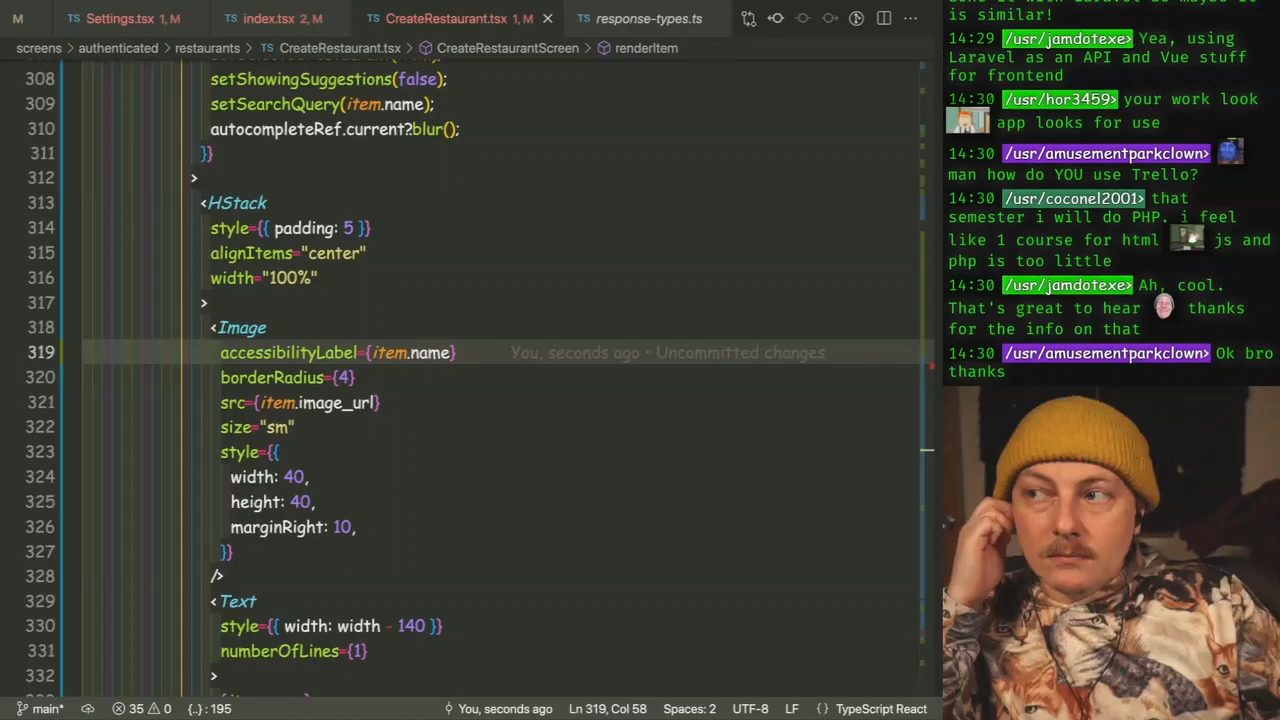 M
TS Settings.tsx 1, M
TS index.tsx 2, M
TS CreateRestaurant.tsx 1, M
TS response-types.ts
screens › authenticated › restaurants › TS CreateRestaurant.tsx › CreateRestaurantScreen › renderItem
308 setShowingSuggestions(false);
309 setSearchQuery(item.name);
310 autocompleteRef.current?blur();
311 }}
312 >
313 <HStack
314 style={{ padding: 5 }}
315 alignItems="center"
316 width="100%"
317 >
318 <Image
319 accessibilityLabel={item.name} You, seconds ago • Uncommitted changes
320 borderRadius={4}
321 src={item.image_url}
322 size="sm"
323 style={{
324 width: 40,
325 height: 40,
326 marginRight: 10,
327 }}
328 />
329 <Text
330 style={{ width: width - 140 }}
331 numberOfLines={1}
332 >
main* 35 0 {..} : 195 You, seconds ago Ln 319, Col 58 Spaces: 2 UTF-8 LF {} TypeScript React
is similar!
14:29 /usr/jamdotexe> Yea, using
Laravel as an API and Vue stuff
for frontend
14:30 /usr/hor3459> your work look
app looks for use
14:30 /usr/amusementparkclown>
man how do YOU use Trello?
14:30 /usr/coconel2001> that
semester i will do PHP. i feel
like 1 course for html js and
php is too little
14:30 /usr/jamdotexe> Ah, cool.
That's great to hear thanks
for the info on that
14:30 /usr/amusementparkclown> Ok bro
thanks